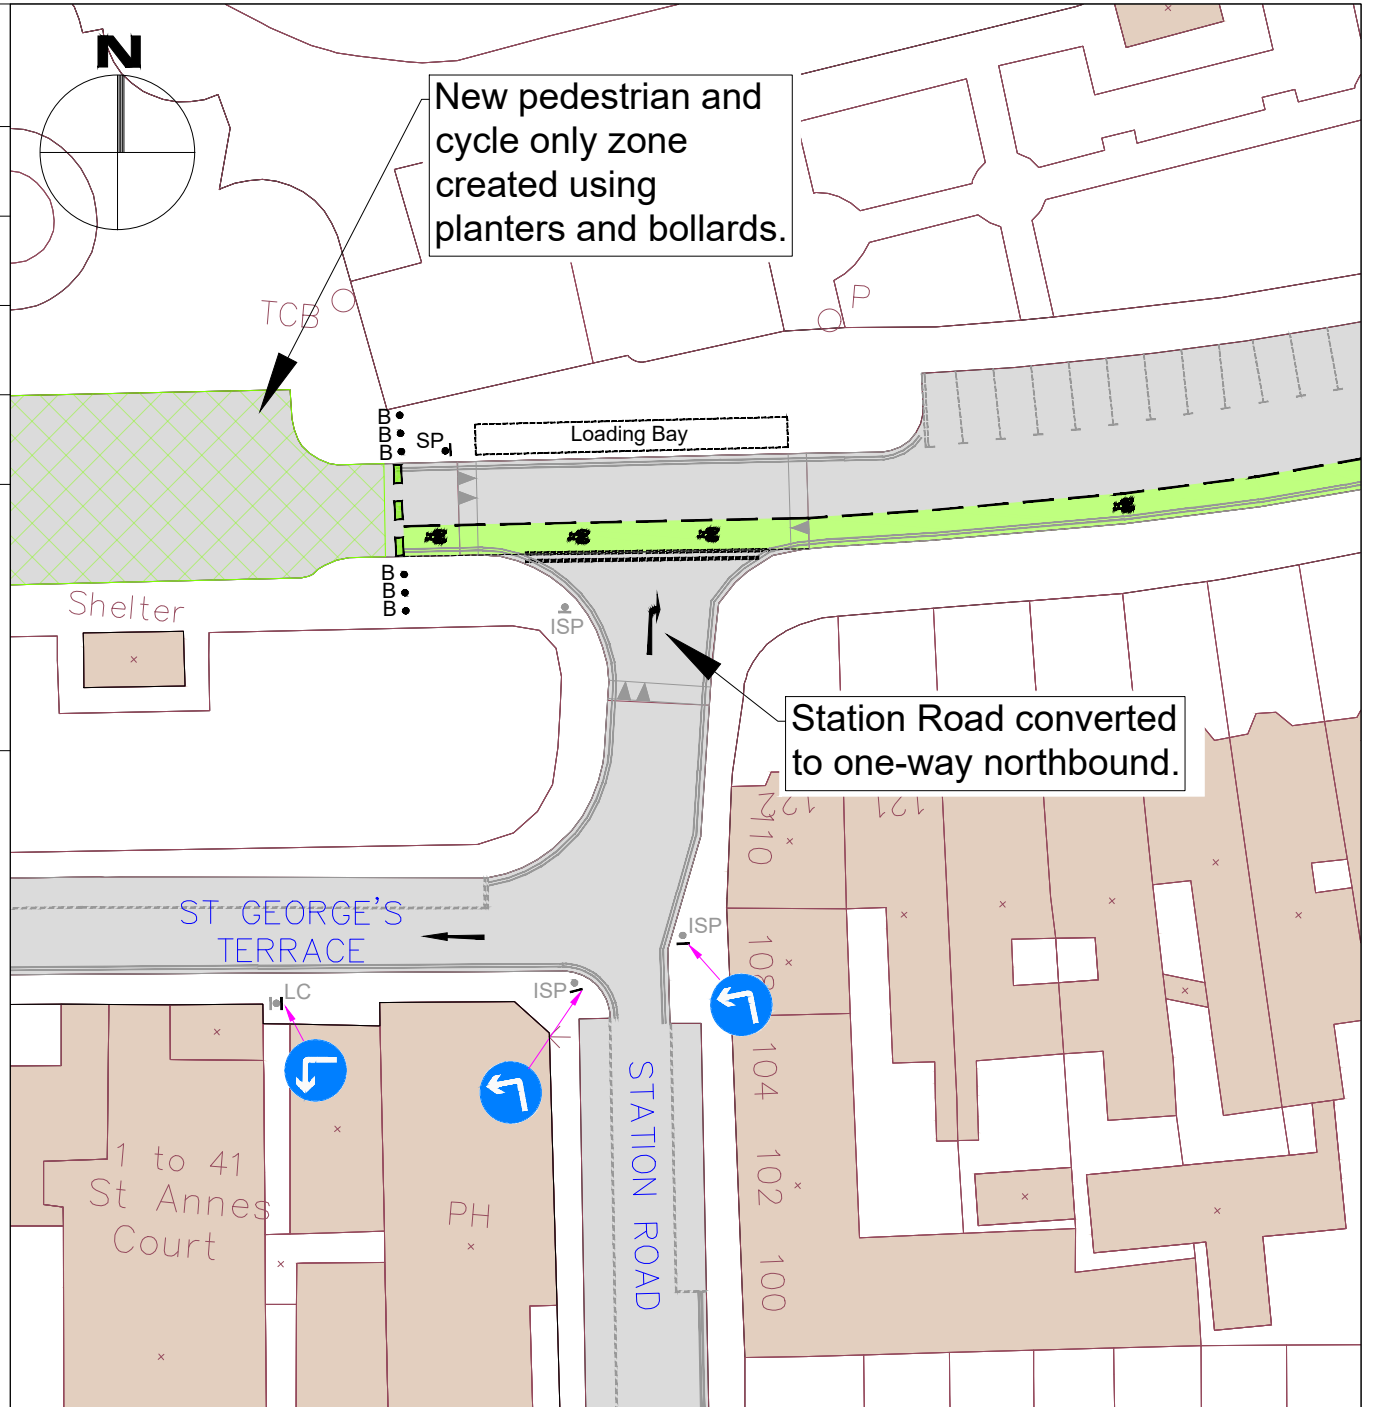 N
New pedestrian and
cycle only zone
created using
planters and bollards.
TCB
P
B
B
B
SP
Loading Bay
B
B
B
ISP
Shelter
Station Road converted
to one-way northbound.
122
121
110
ST GEORGE'S
TERRACE
ISP
108
LC
ISP
104
STATION ROAD
1 to 41
St Annes
Court
PH
102
100